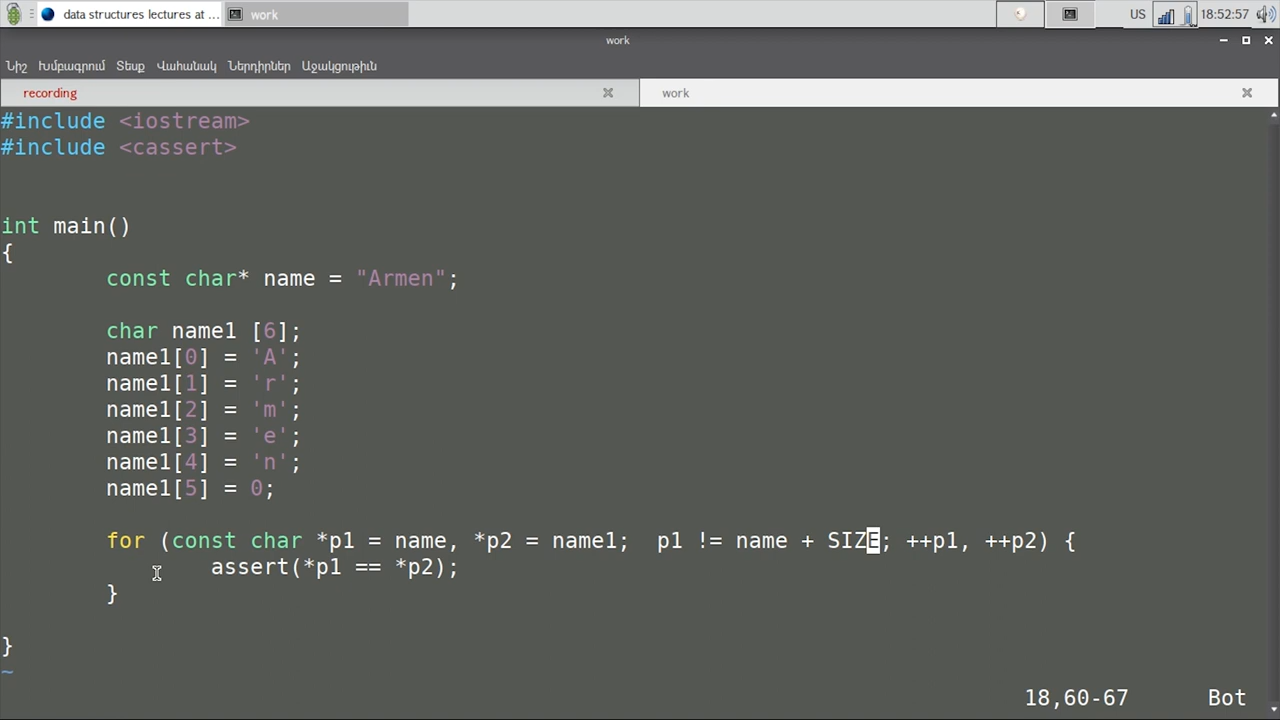 data structures lectures at ...
work
US
18:52:57
work
Նիշ Խմբագրում Տեսք Վահանակ Ներդիրներ Աջակցութիւն
recording
work
#include <iostream>
#include <cassert>
int main()
{
const char* name = "Armen";
char name1 [6];
name1[0] = 'A';
name1[1] = 'r';
name1[2] = 'm';
name1[3] = 'e';
name1[4] = 'n';
name1[5] = 0;
for (const char *p1 = name, *p2 = name1;  p1 != name + SIZE; ++p1, ++p2) {
assert(*p1 == *p2);
}
}
~
18,60-67
Bot